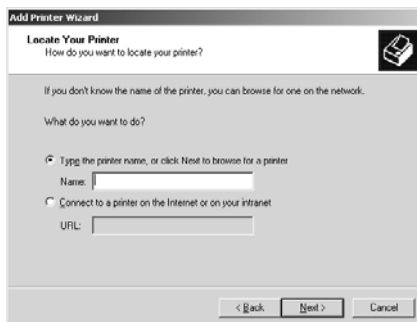 Add Printer Wizard
Locate Your Printer
How do you want to locate your printer?
If you don't know the name of the printer, you can browse for one on the network.
What do you want to do?
Type the printer name, or click Next to browse for a printer
Name:
Connect to a printer on the Internet or on your intranet
URL:
< Back Next > Cancel